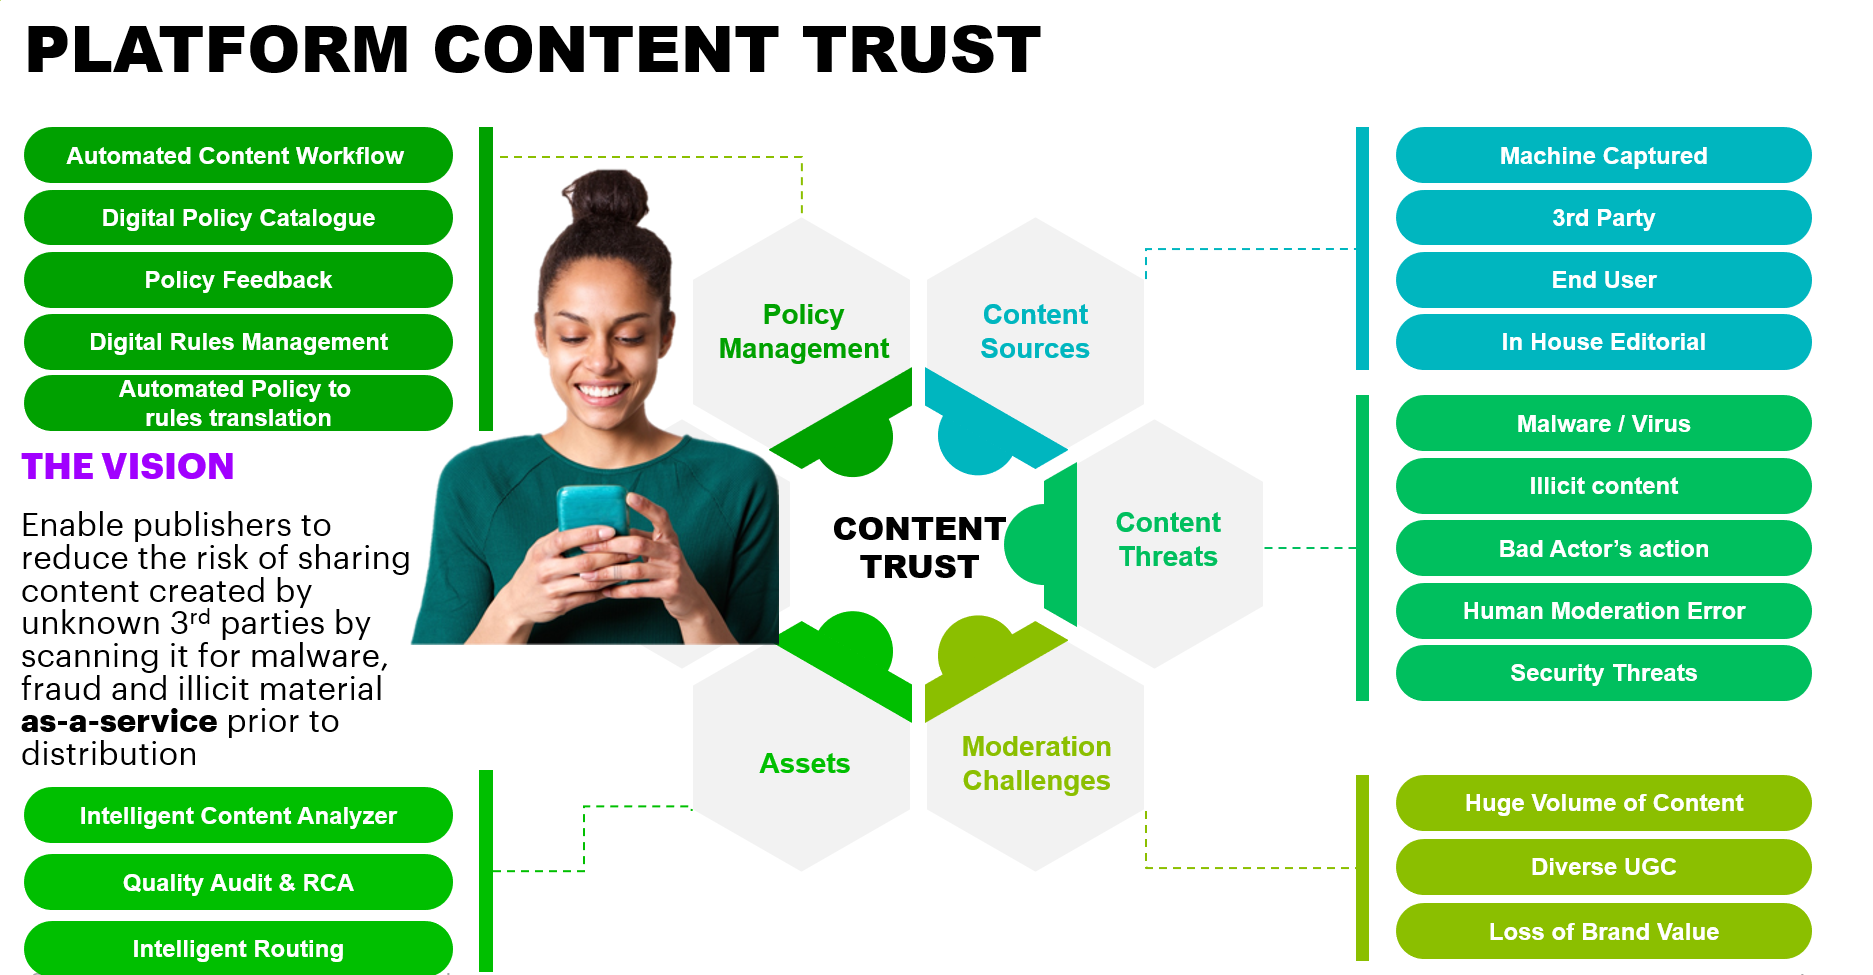 PLATFORM CONTENT TRUST
Automated Content Workflow
Digital Policy Catalogue
Policy Feedback
Digital Rules Management
Automated Policy to
rules translation
THE VISION
Enable publishers to
reduce the risk of sharing
content created by
unknown 3rd parties by
scanning it for malware,
fraud and illicit material
as-a-service prior to
distribution
Intelligent Content Analyzer
Quality Audit & RCA
Intelligent Routing
Policy
Management
Content
Sources
CONTENT
TRUST
Content
Threats
Assets
Moderation
Challenges
Machine Captured
3rd Party
End User
In House Editorial
Malware / Virus
Illicit content
Bad Actor’s action
Human Moderation Error
Security Threats
Huge Volume of Content
Diverse UGC
Loss of Brand Value